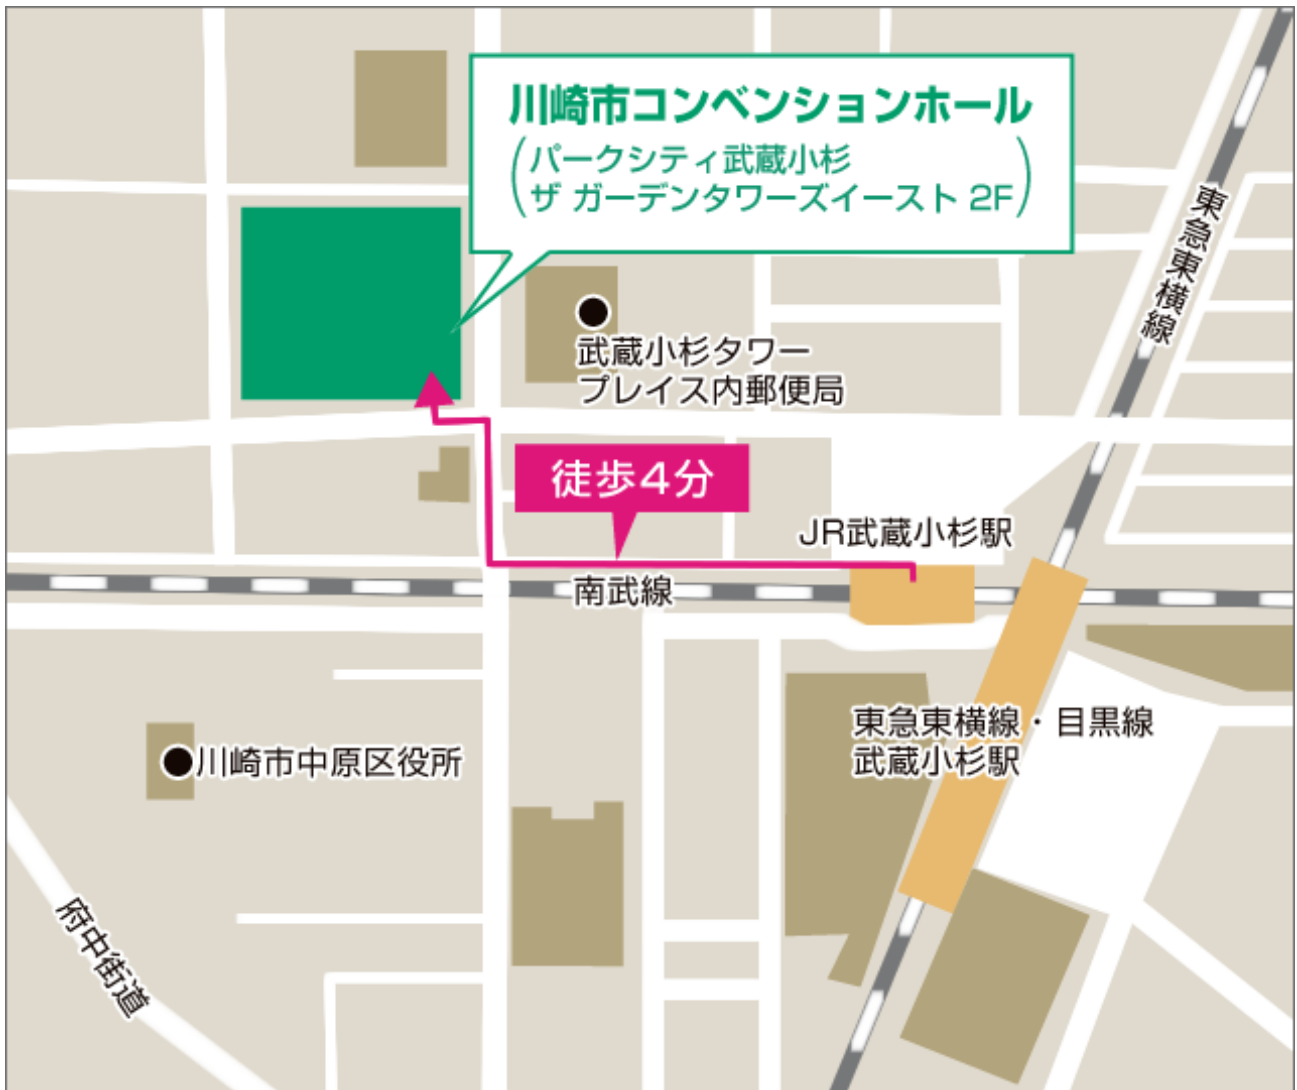 川崎市コンベンションホール
(パークシティ武蔵小杉
ザ ガーデンタワーズイースト 2F)
東急東横線
武蔵小杉タワー
プレイス内郵便局
徒歩4分
JR武蔵小杉駅
南武線
東急東横線・目黒線
武蔵小杉駅
川崎市中原区役所
府中街道